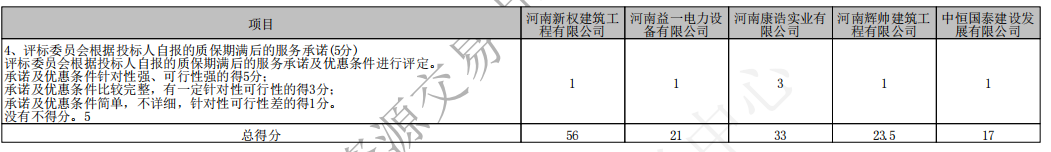 项目
河南新权建筑工程有限公司
河南益一电力设备有限公司
河南康诰实业有限公司
河南辉帅建筑工程有限公司
中恒国泰建设发展有限公司
4、评标委员会根据投标人自报的质保期满后的服务承诺(5分)
评标委员会根据投标人自报的质保期满后的服务承诺及优惠条件进行评定。
承诺及优惠条件针对性强、可行性强的得5分；
承诺及优惠条件比较完整，有一定针对性可行性的得3分；
承诺及优惠条件简单，不详细，针对性可行性差的得1分。
没有不得分。5
1
1
3
1
1
总得分
56
21
33
23.5
17
资源交易中心